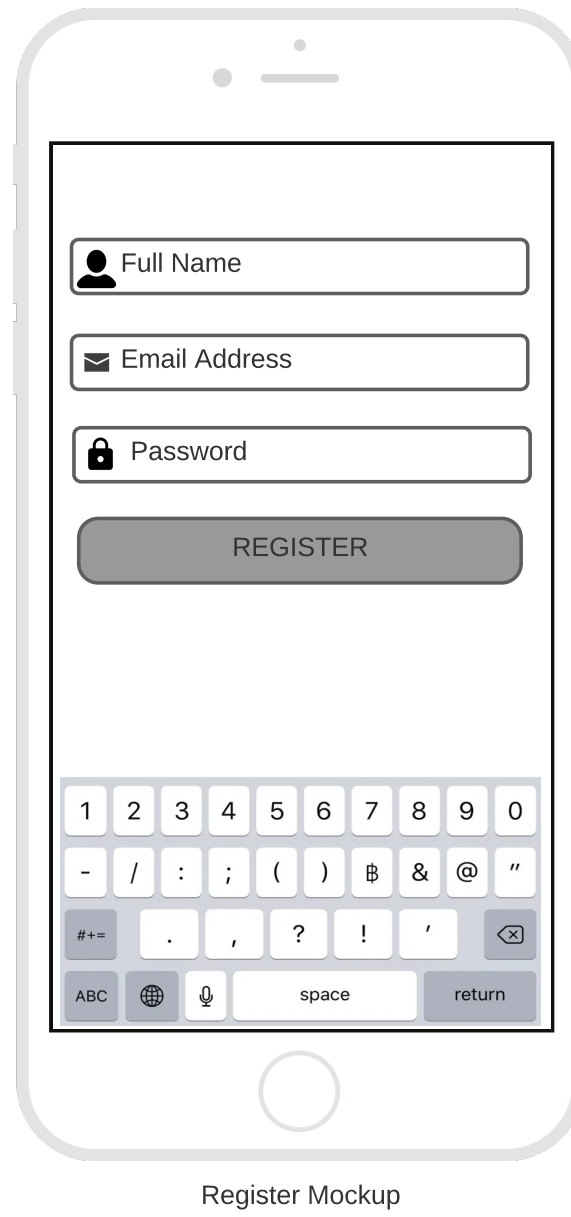 Full Name
Email Address
Password
REGISTER
1 2 3 4 5 6 7 8 9 0
- / : ; ( ) ฿ & @ "
#+= . , ? ! '
ABC space return
Register Mockup